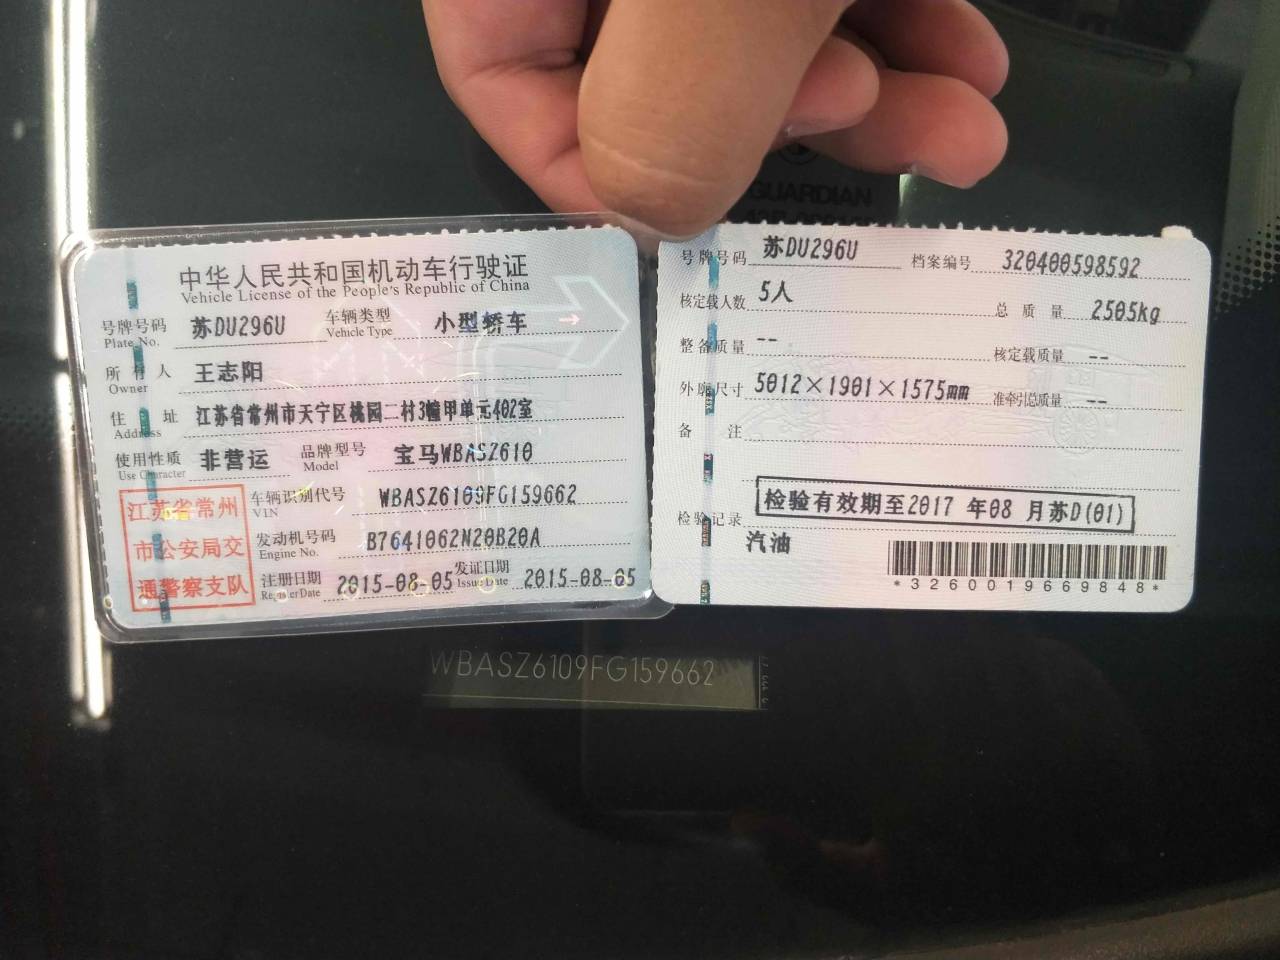 中华人民共和国机动车行驶证
Vehicle License of the People's Republic of China
号牌号码 苏DU296U 车辆类型 小型轿车
Plate No. Vehicle Type
所有人 王志阳
Owner
住址 江苏省常州市天宁区桃园二村3幢甲单元402室
Address
使用性质 非营运 品牌型号 宝马WBASZ610
Use Character Model
江苏省常州
市公安局交
通警察支队
车辆识别代号 WBASZ6109FG159662
VIN
发动机号码 B7641062N20B20A
Engine No.
注册日期 2015-08-05 发证日期 2015-08-05
Register Date Issue Date
号牌号码 苏DU296U 档案编号 320400598592
核定载人数 5人 总质量 2505kg
整备质量 -- 核定载质量 --
外廓尺寸 5012×1901×1575mm 准牵引总质量 --
备注
检验记录 检验有效期至2017 年08 月苏D(01)
汽油
*3260019669848*
GUARDIAN
WBASZ6109FG159662